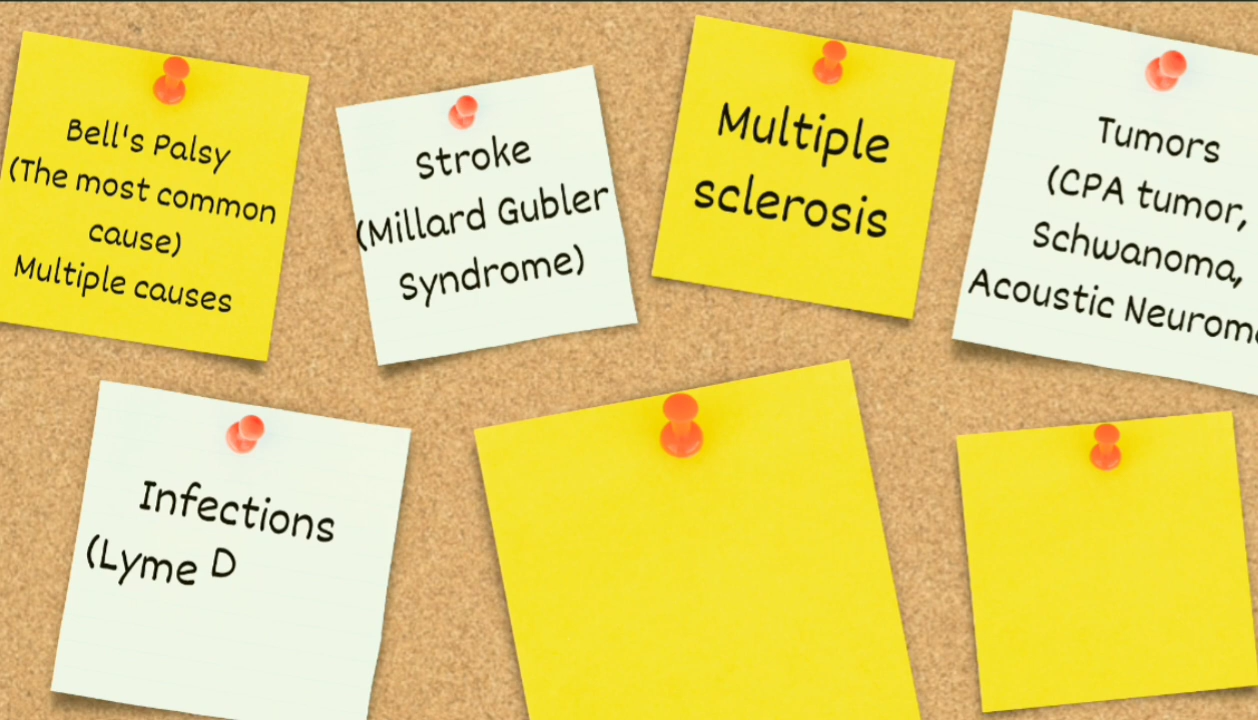 Bell's Palsy
(The most common
cause)
Multiple causes
stroke
(Millard Gubler
Syndrome)
Multiple
sclerosis
Tumors
(CPA tumor,
Schwanoma,
Acoustic Neurom
Infections
(Lyme D